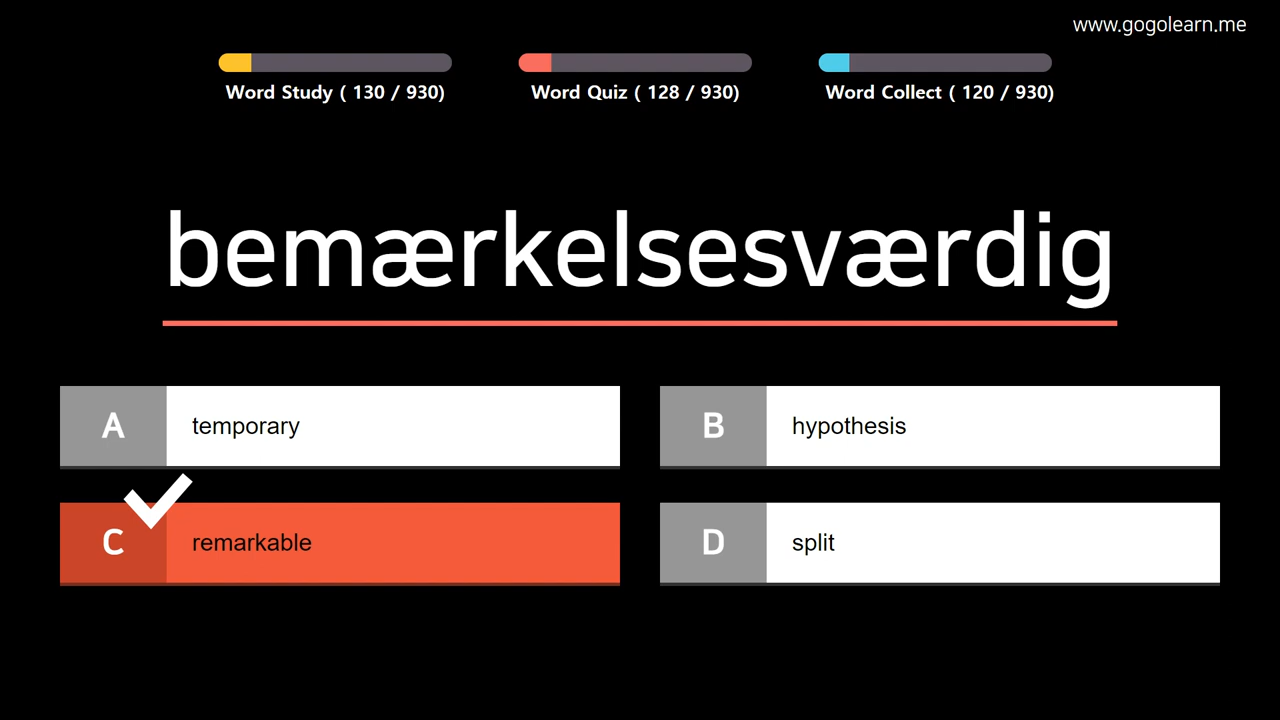 www.gogolearn.me
Word Study ( 130 / 930)
Word Quiz ( 128 / 930)
Word Collect ( 120 / 930)
bemærkelsesværdig
A temporary
B hypothesis
C remarkable
D split